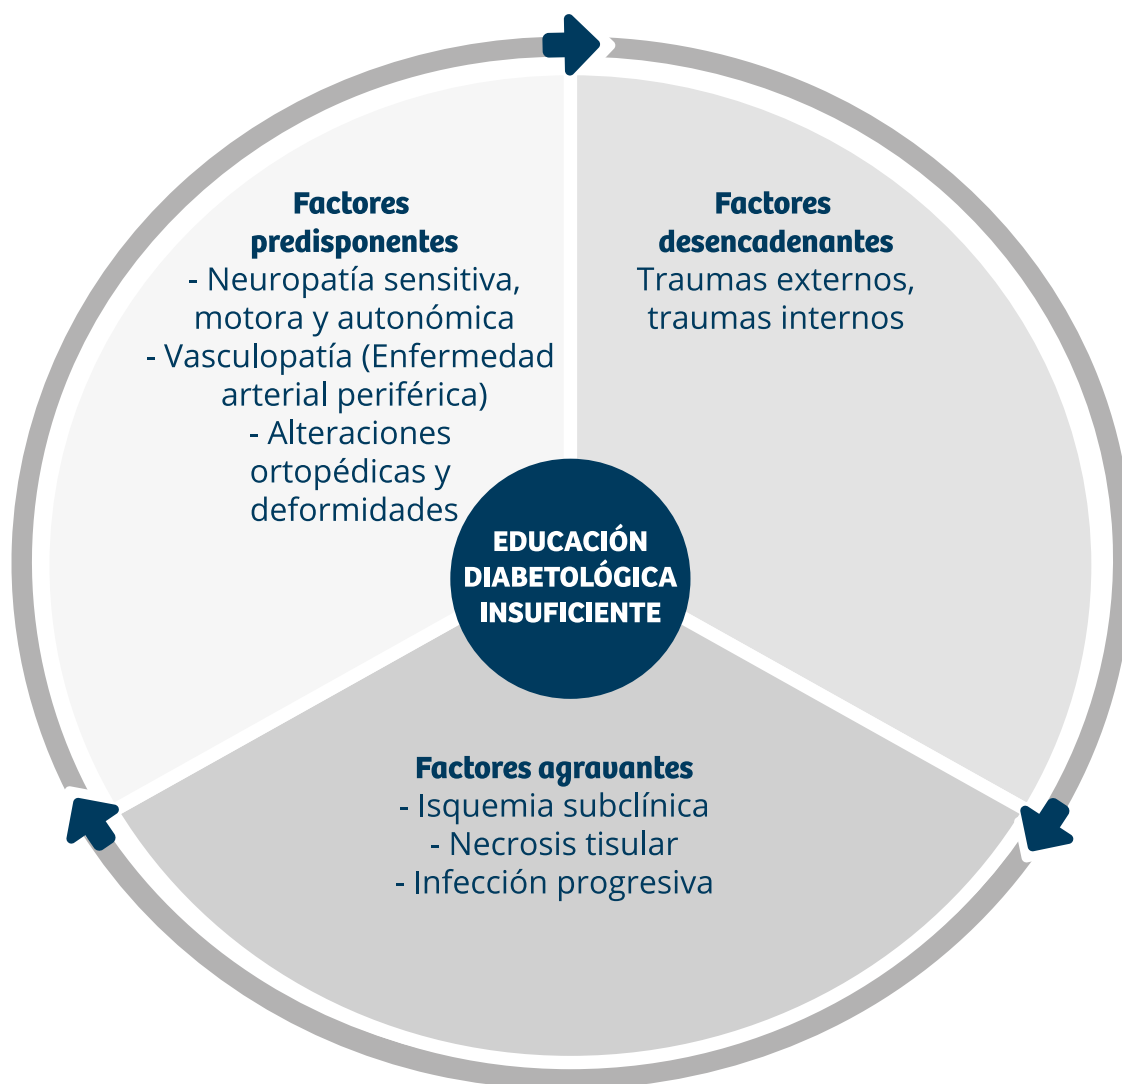 Factores
predisponentes
- Neuropatía sensitiva,
motora y autonómica
- Vasculopatía (Enfermedad
arterial periférica)
- Alteraciones
ortopédicas y
deformidades
Factores
desencadenantes
Traumas externos,
traumas internos
EDUCACIÓN
DIABETOLÓGICA
INSUFICIENTE
Factores agravantes
- Isquemia subclínica
- Necrosis tisular
- Infección progresiva